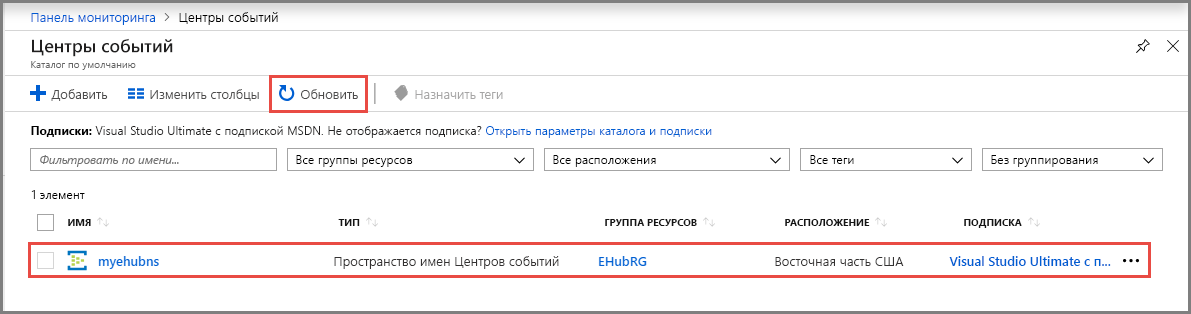 Панель мониторинга > Центры событий
Центры событий
Каталог по умолчанию
Добавить Изменить столбцы Обновить Назначить теги
Подписки: Visual Studio Ultimate с подпиской MSDN. Не отображается подписка? Открыть параметры каталога и подписки
Фильтровать по имени... Все группы ресурсов Все расположения Все теги Без группирования
1 элемент
ИМЯ ТИП ГРУППА РЕСУРСОВ РАСПОЛОЖЕНИЕ ПОДПИСКА
myehubns Пространство имен Центров событий EHubRG Восточная часть США Visual Studio Ultimate с п...